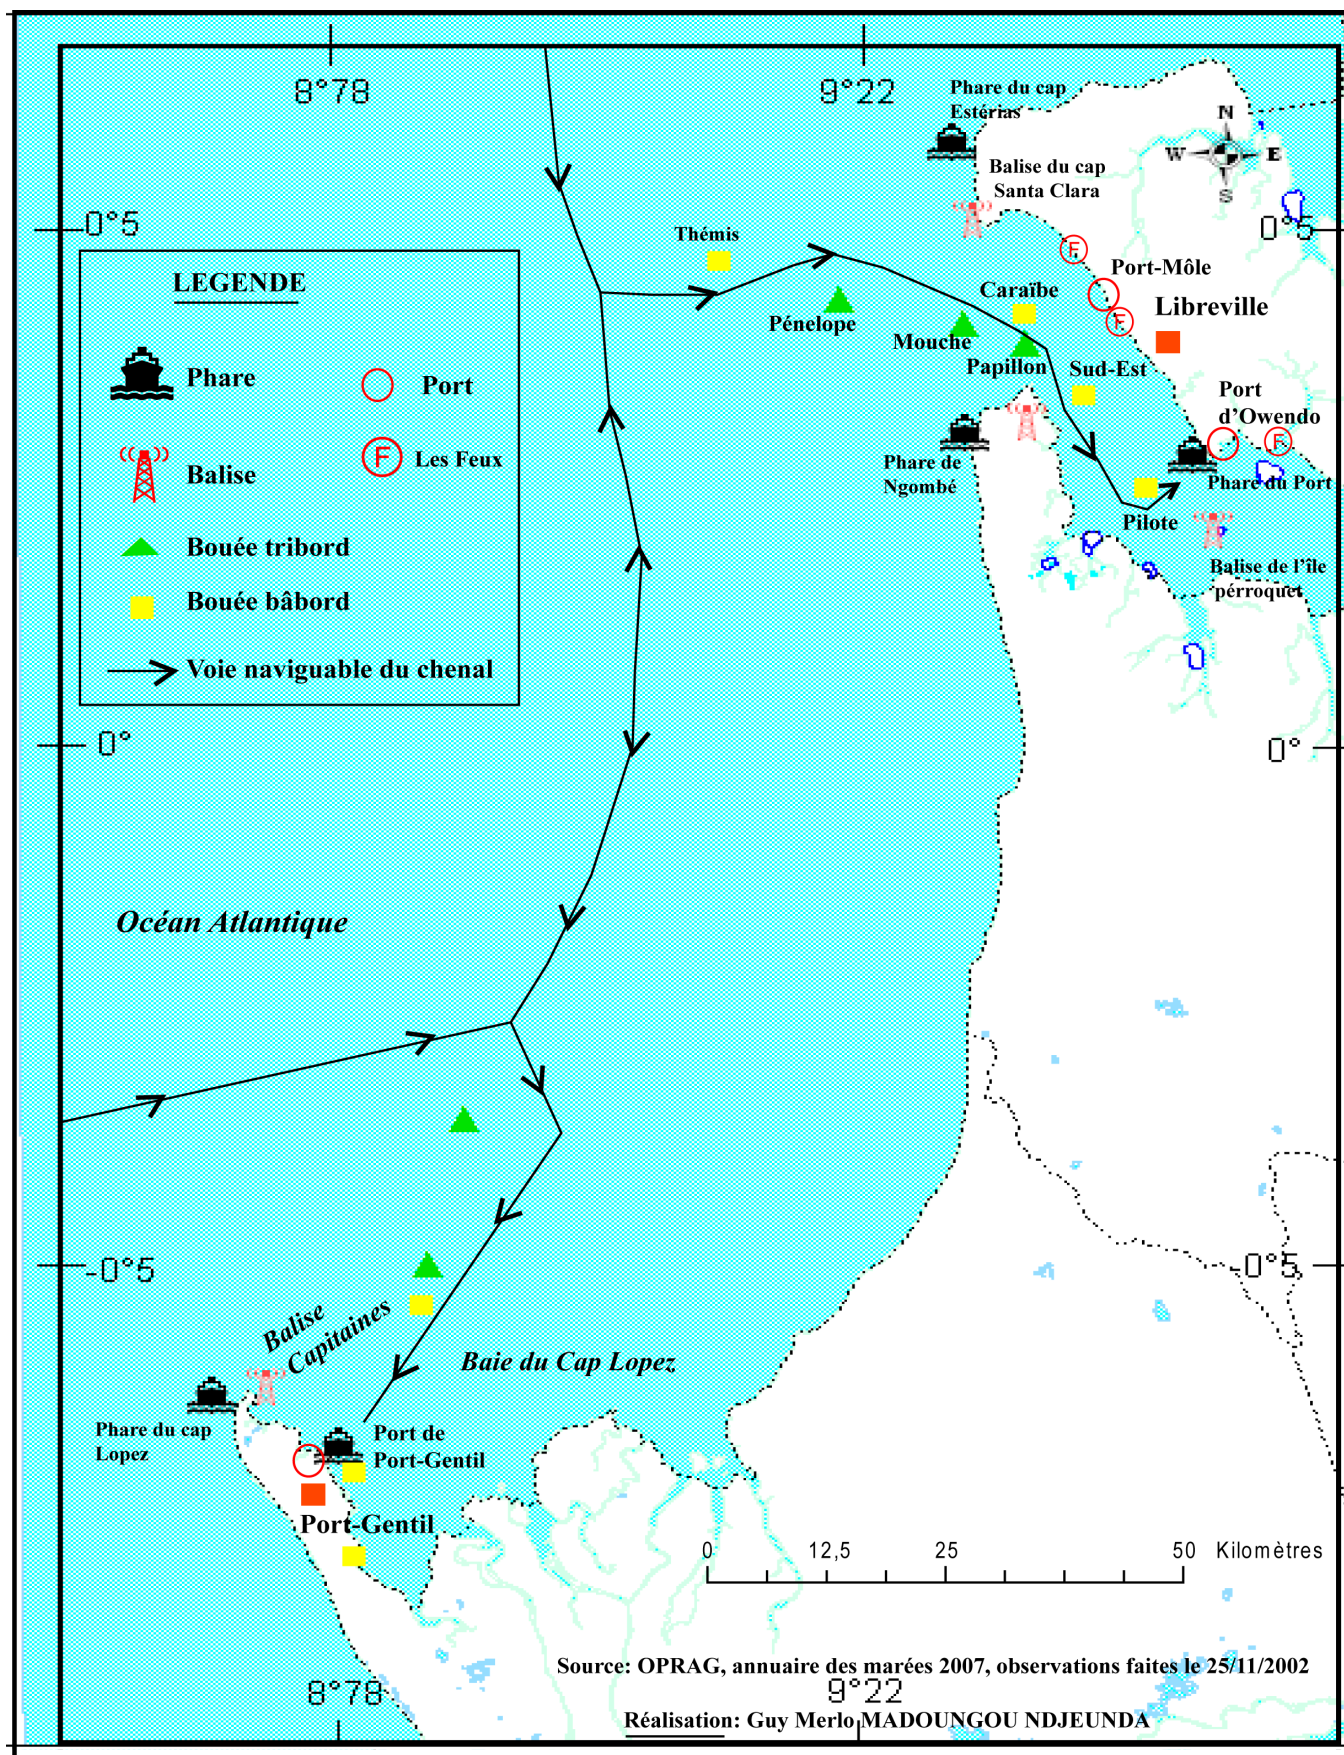 8°78
9°22
Phare du cap
Estérias
N
W
E
S
Balise du cap
Santa Clara
0°5
0°5
Thémis
F
Port-Môle
LEGENDE
Caraïbe
Libreville
Pénelope
F
Mouche
Papillon
Sud-Est
Phare
Port
Port
d'Owendo
F
F
Les Feux
Phare de
Ngombé
Balise
Phare du Port
Pilote
Bouée tribord
Balise de l'île
pérroquet
Bouée bâbord
Voie naviguable du chenal
0°
0°
Océan Atlantique
-0°5
-0°5
Balise
Capitaines
Baie du Cap Lopez
Phare du cap
Lopez
Port de
Port-Gentil
Port-Gentil
0
12,5
25
50
Kilomètres
Source: OPRAG, annuaire des marées 2007, observations faites le 25/11/2002
8°78
9°22
Réalisation: Guy Merlo MADOUNGOU NDJEUNDA